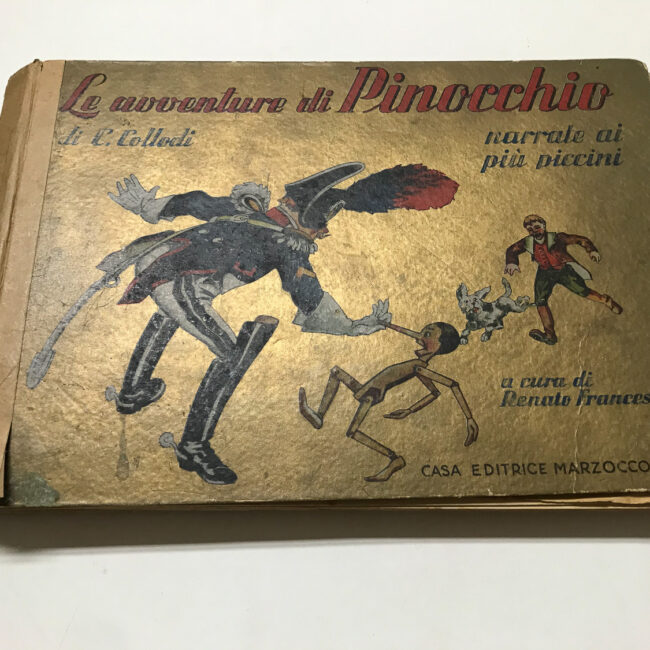 Le avventure di Pinocchio
di C. Collodi
narrate ai
più piccini
a cura di
Renato Frances
CASA EDITRICE MARZOCCO